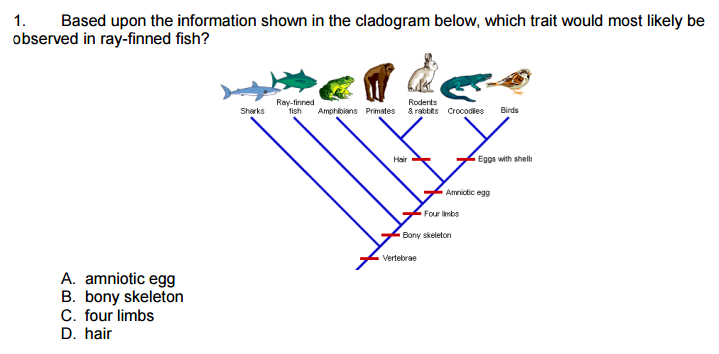 1. Based upon the information shown in the cladogram below, which trait would most likely be
observed in ray-finned fish?
Sharks
Ray-finned
fish
Amphibians
Primates
Rodents
& rabbits
Crocodiles
Birds
Hair
Eggs with shells
Amniotic egg
Four limbs
Bony skeleton
Vertebrae
A. amniotic egg
B. bony skeleton
C. four limbs
D. hair